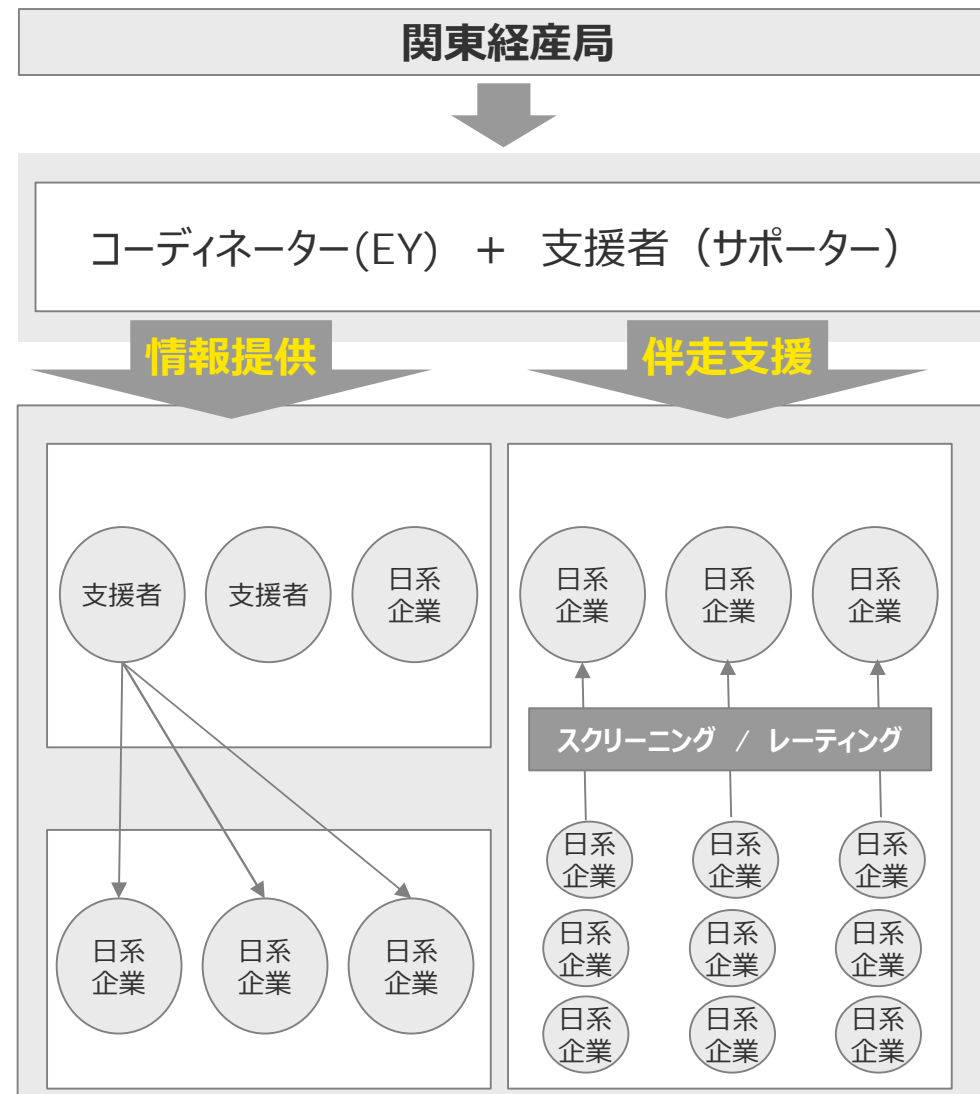 関東経産局
コーディネーター(EY) + 支援者（サポーター）
情報提供
伴走支援
支援者
支援者
日系
企業
日系
企業
日系
企業
日系
企業
スクリーニング / レーティング
日系
企業
日系
企業
日系
企業
日系
企業
日系
企業
日系
企業
日系
企業
日系
企業
日系
企業
日系
企業
日系
企業
日系
企業